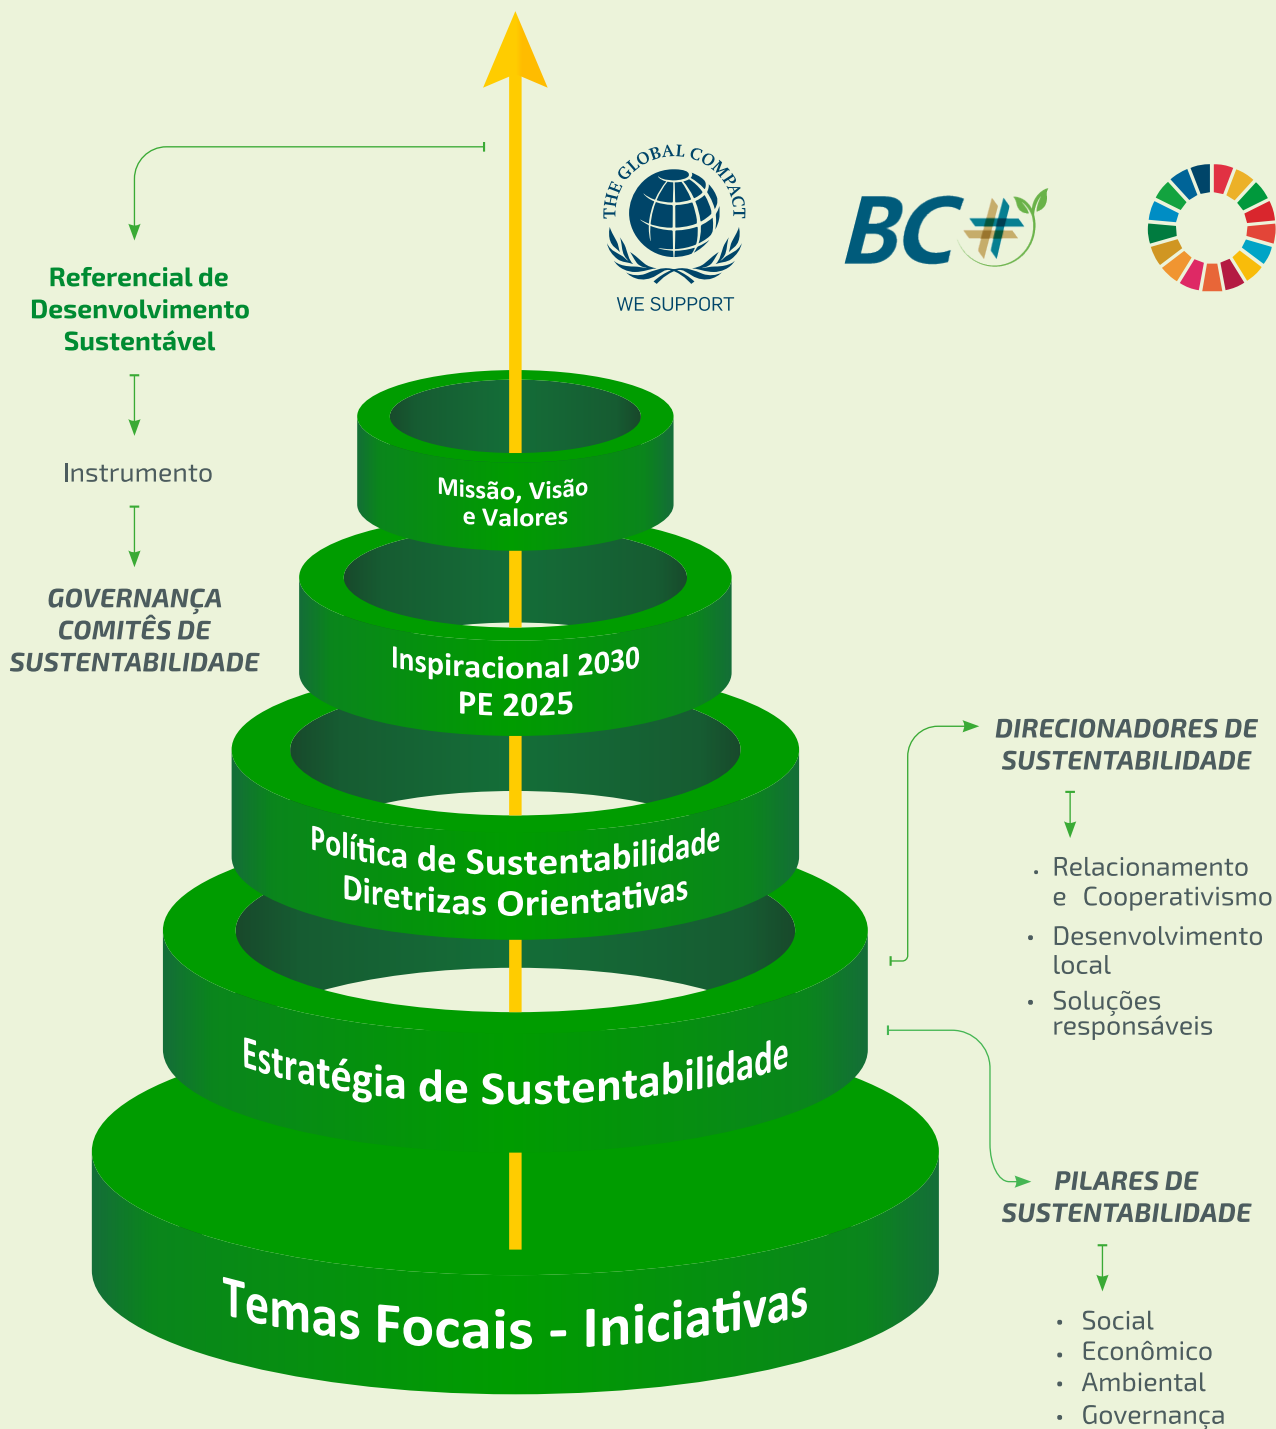 THE GLOBAL COMPACT
WE SUPPORT
BC
Referencial de
Desenvolvimento
Sustentável
Instrumento
GOVERNANÇA
COMITÊS DE
SUSTENTABILIDADE
Missão, Visão
e Valores
Inspiracional 2030
PE 2025
Política de Sustentabilidade
Diretrizas Orientativas
Estratégia de Sustentabilidade
Temas Focais - Iniciativas
DIRECIONADORES DE
SUSTENTABILIDADE
• Relacionamento
e Cooperativismo
• Desenvolvimento
local
• Soluções
responsáveis
PILARES DE
SUSTENTABILIDADE
• Social
• Econômico
• Ambiental
• Governança